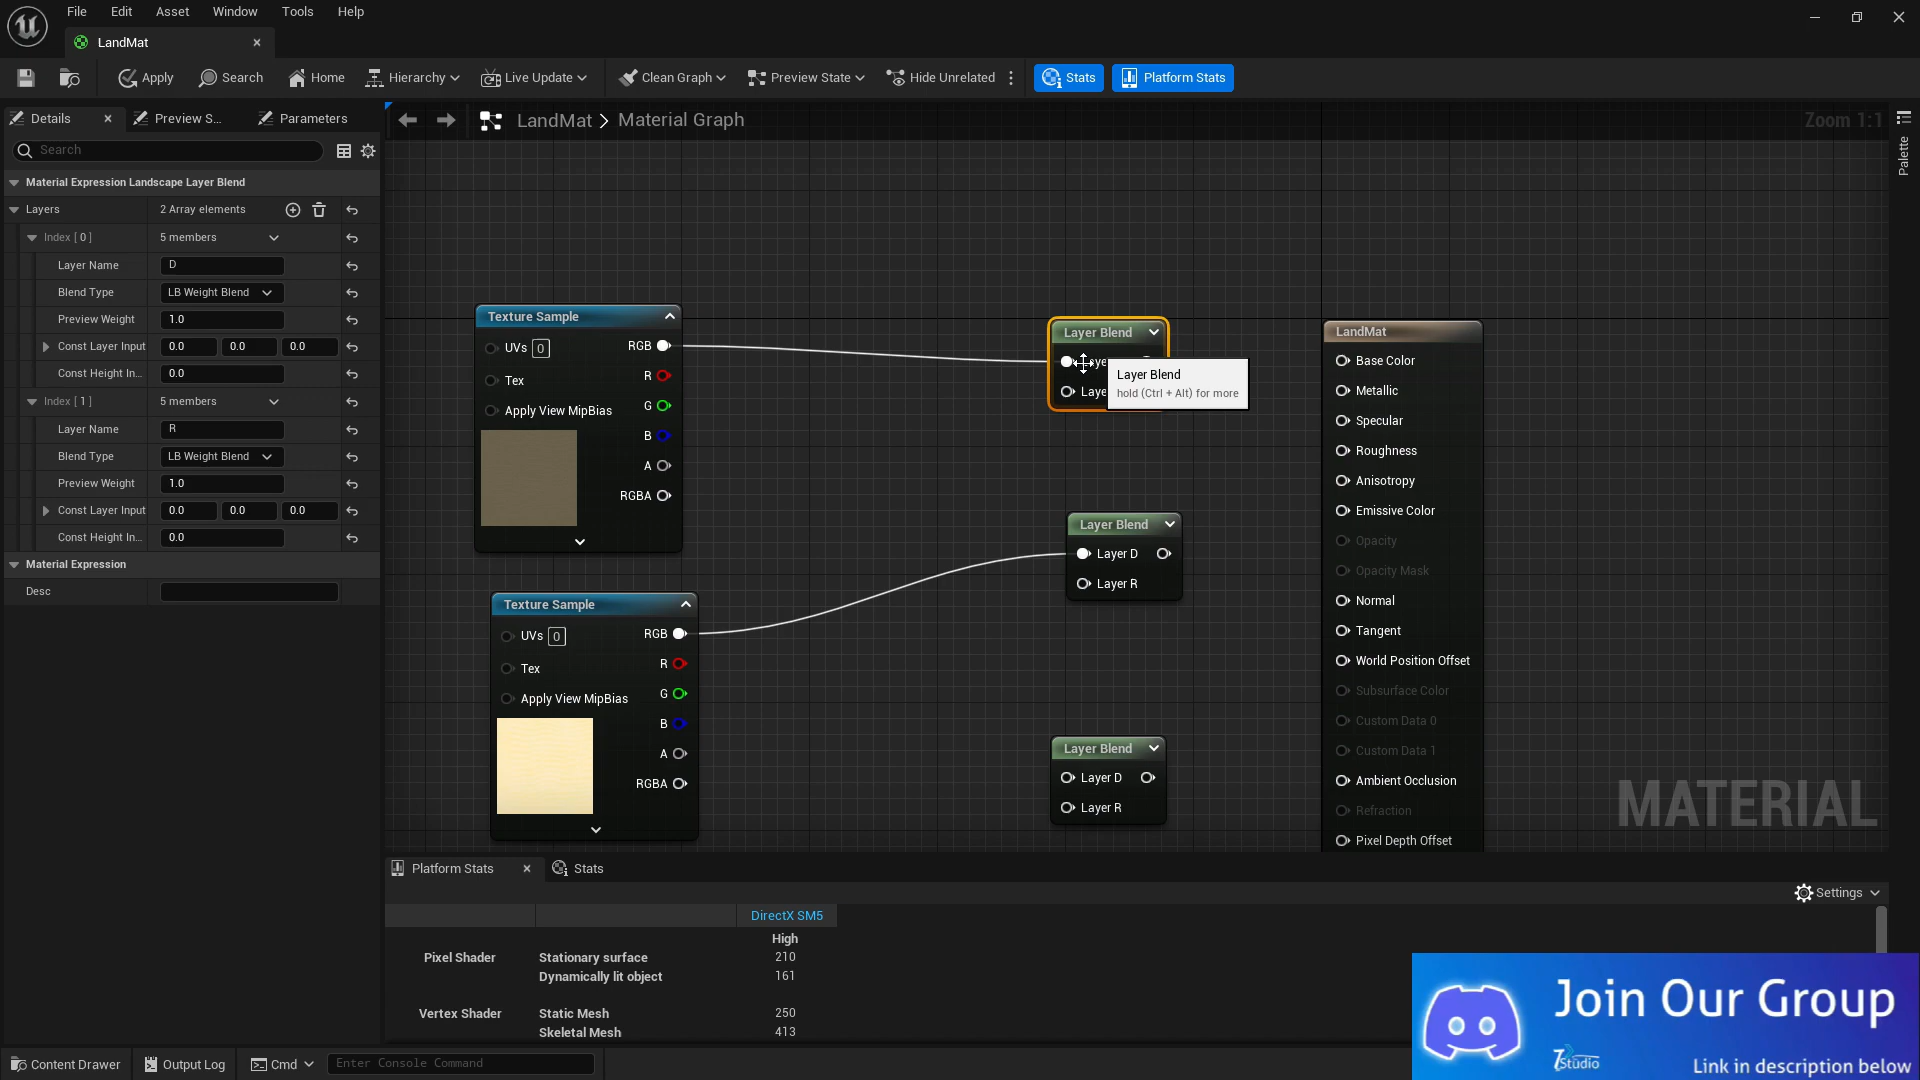 File Edit Asset Window Tools Help
LandMat
Apply Search Home Hierarchy Live Update Clean Graph Preview State Hide Unrelated Stats Platform Stats
Details Preview S... Parameters
LandMat > Material Graph
Zoom 1:1
Palette
Search
Material Expression Landscape Layer Blend
Layers 2 Array elements
Index [ 0 ] 5 members
Layer Name D
Blend Type LB Weight Blend
Preview Weight 1.0
Const Layer Input 0.0 0.0 0.0
Const Height In... 0.0
Index [ 1 ] 5 members
Layer Name R
Blend Type LB Weight Blend
Preview Weight 1.0
Const Layer Input 0.0 0.0 0.0
Const Height In... 0.0
Material Expression
Desc
Texture Sample
UVs 0 RGB
Tex R
Apply View MipBias G
B
A
RGBA
Texture Sample
UVs 0 RGB
Tex R
Apply View MipBias G
B
A
RGBA
Layer Blend
Laye
Layer Blend
hold (Ctrl + Alt) for more
Layer Blend
Layer D
Layer R
Layer Blend
Layer D
Layer R
LandMat
Base Color
Metallic
Specular
Roughness
Anisotropy
Emissive Color
Opacity
Opacity Mask
Normal
Tangent
World Position Offset
Subsurface Color
Custom Data 0
Custom Data 1
Ambient Occlusion
Refraction
Pixel Depth Offset
MATERIAL
Platform Stats Stats
Settings
DirectX SM5
High
Pixel Shader Stationary surface 210
Dynamically lit object 161
Vertex Shader Static Mesh 250
Skeletal Mesh 413
Join Our Group
Studio
Link in description below
Content Drawer Output Log Cmd Enter Console Command